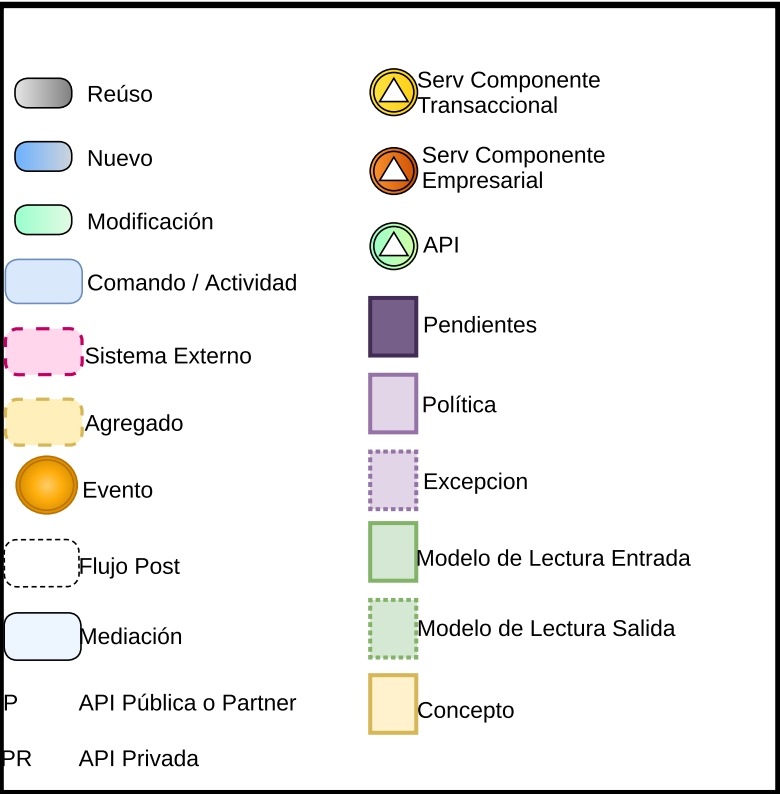 Reúso
Nuevo
Modificación
Comando / Actividad
Sistema Externo
Agregado
Evento
Flujo Post
Mediación
P API Pública o Partner
PR API Privada
Serv Componente
Transaccional
Serv Componente
Empresarial
API
Pendientes
Política
Excepcion
Modelo de Lectura Entrada
Modelo de Lectura Salida
Concepto